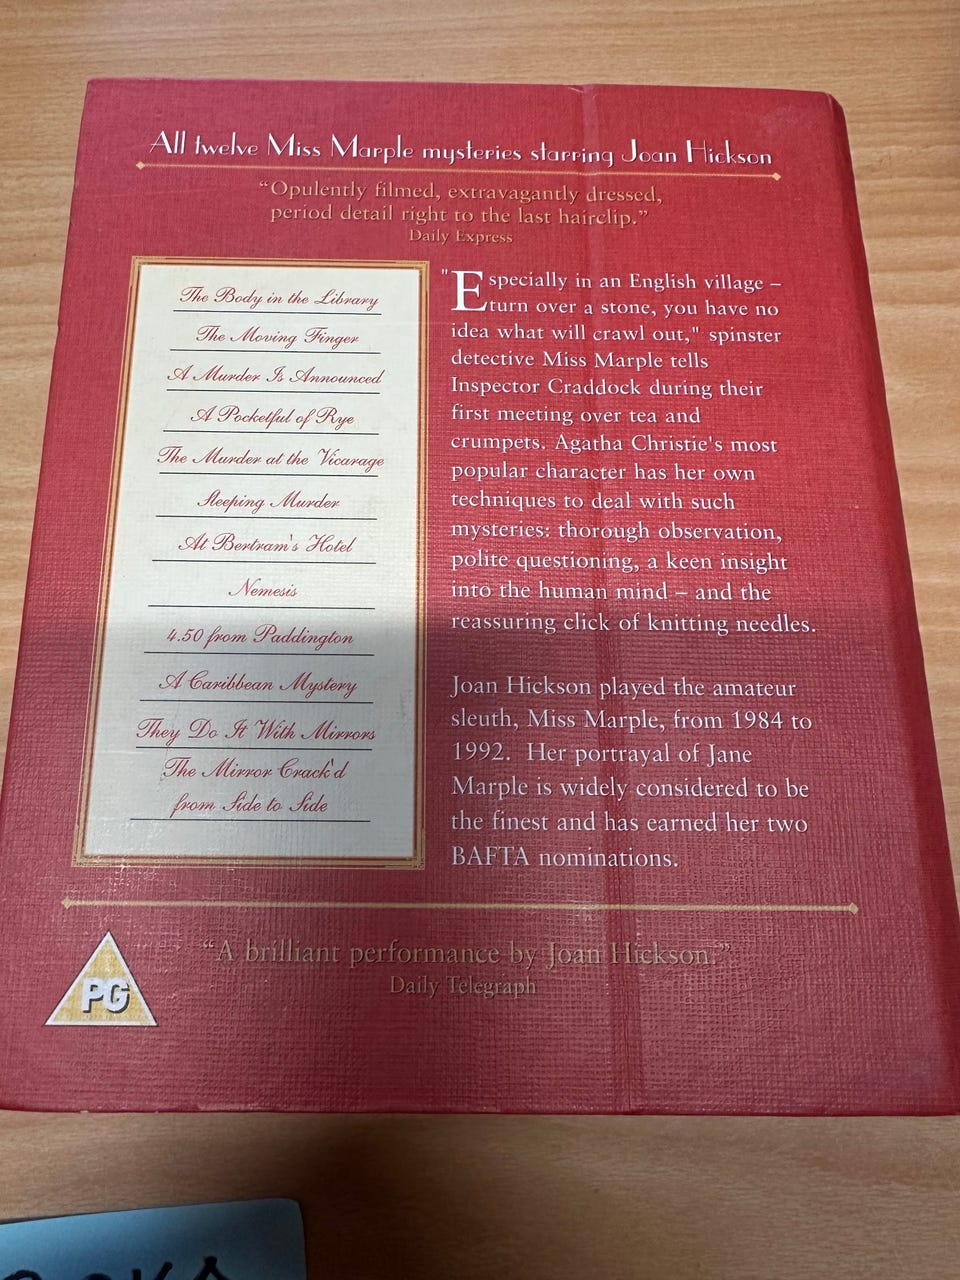 All twelve Miss Marple mysteries starring Joan Hickson
"Opulently filmed, extravagantly dressed,
period detail right to the last hairclip."
Daily Express
The Body in the Library
The Moving Finger
A Murder Is Announced
A Pocketful of Rye
The Murder at the Vicarage
Sleeping Murder
At Bertram's Hotel
Nemesis
4.50 from Paddington
A Caribbean Mystery
They Do It With Mirrors
The Mirror Crack'd
from Side to Side
"Especially in an English village –
turn over a stone, you have no
idea what will crawl out," spinster
detective Miss Marple tells
Inspector Craddock during their
first meeting over tea and
crumpets. Agatha Christie's most
popular character has her own
techniques to deal with such
mysteries: thorough observation,
polite questioning, a keen insight
into the human mind – and the
reassuring click of knitting needles.
Joan Hickson played the amateur
sleuth, Miss Marple, from 1984 to
1992. Her portrayal of Jane
Marple is widely considered to be
the finest and has earned her two
BAFTA nominations.
"A brilliant performance by Joan Hickson."
Daily Telegraph
PG